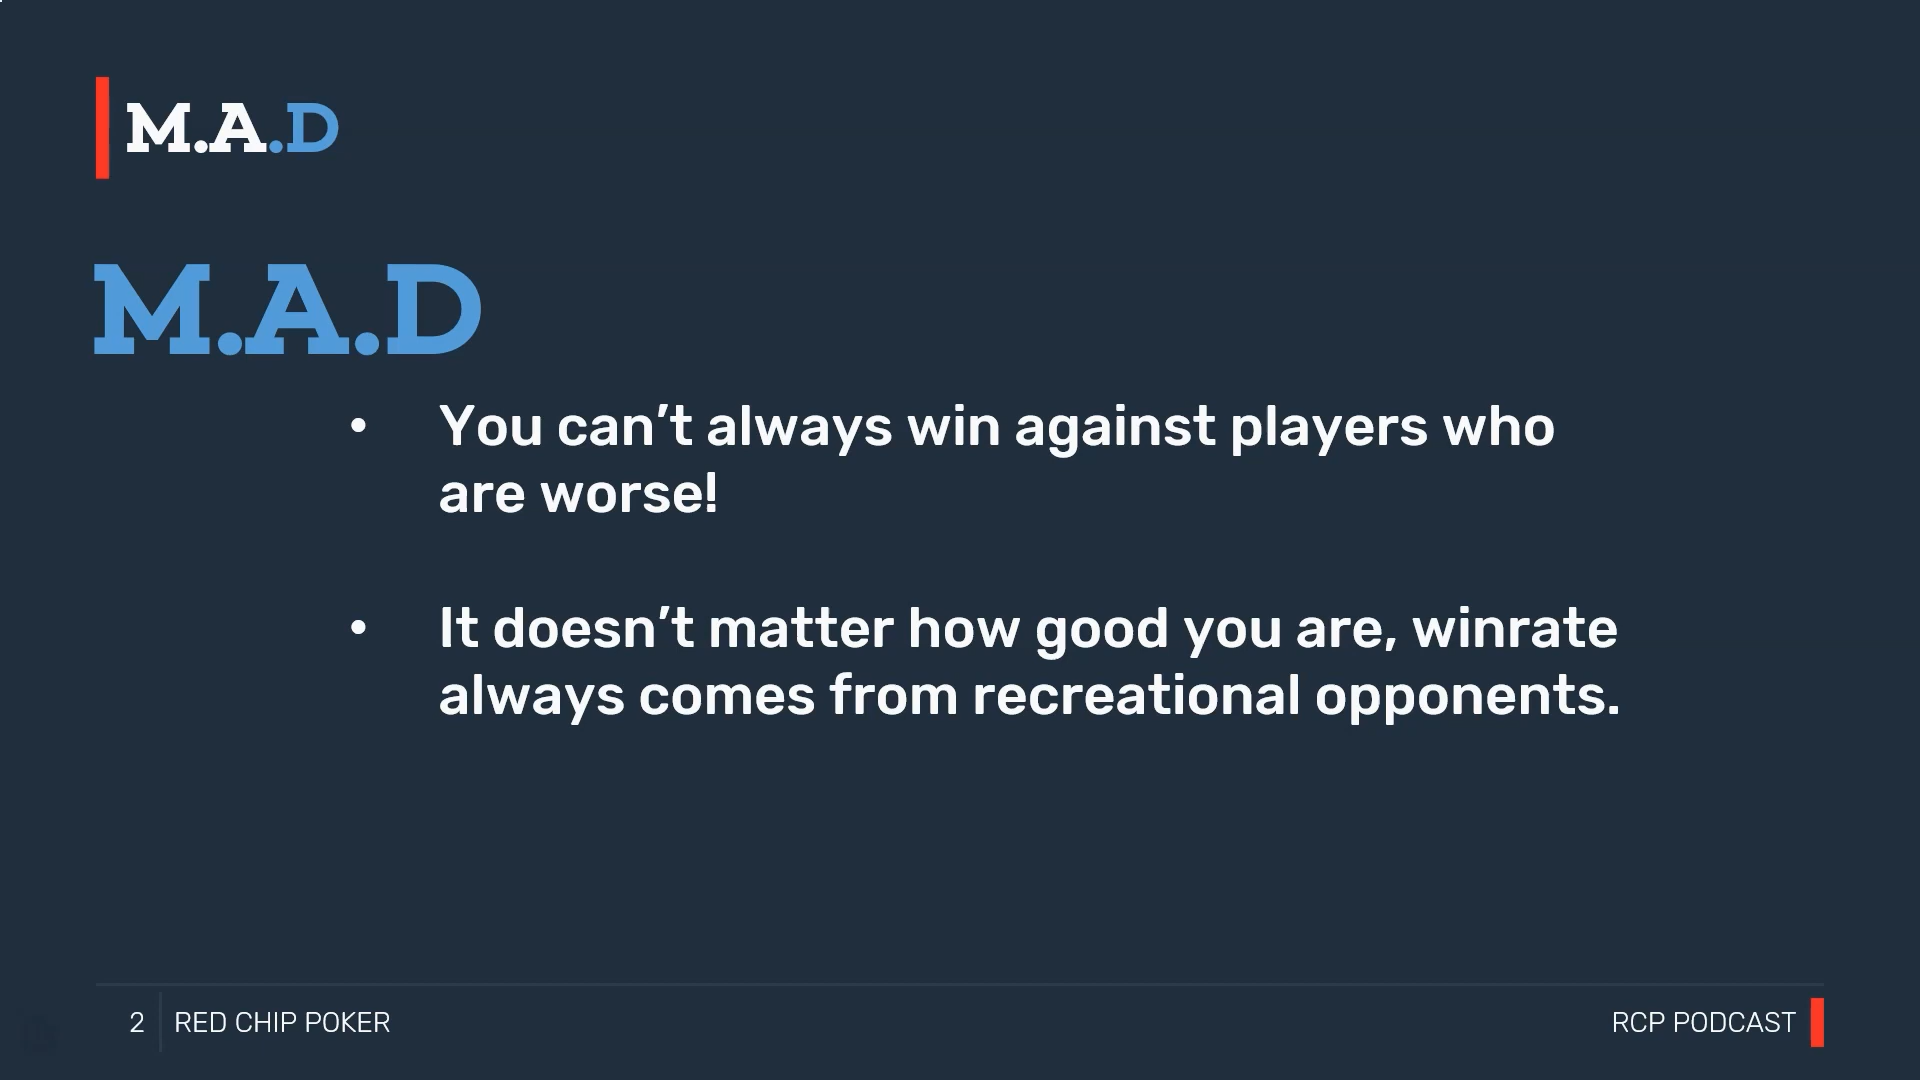 M.A.D
M.A.D
• You can’t always win against players who
are worse!
• It doesn’t matter how good you are, winrate
always comes from recreational opponents.
2 RED CHIP POKER
RCP PODCAST